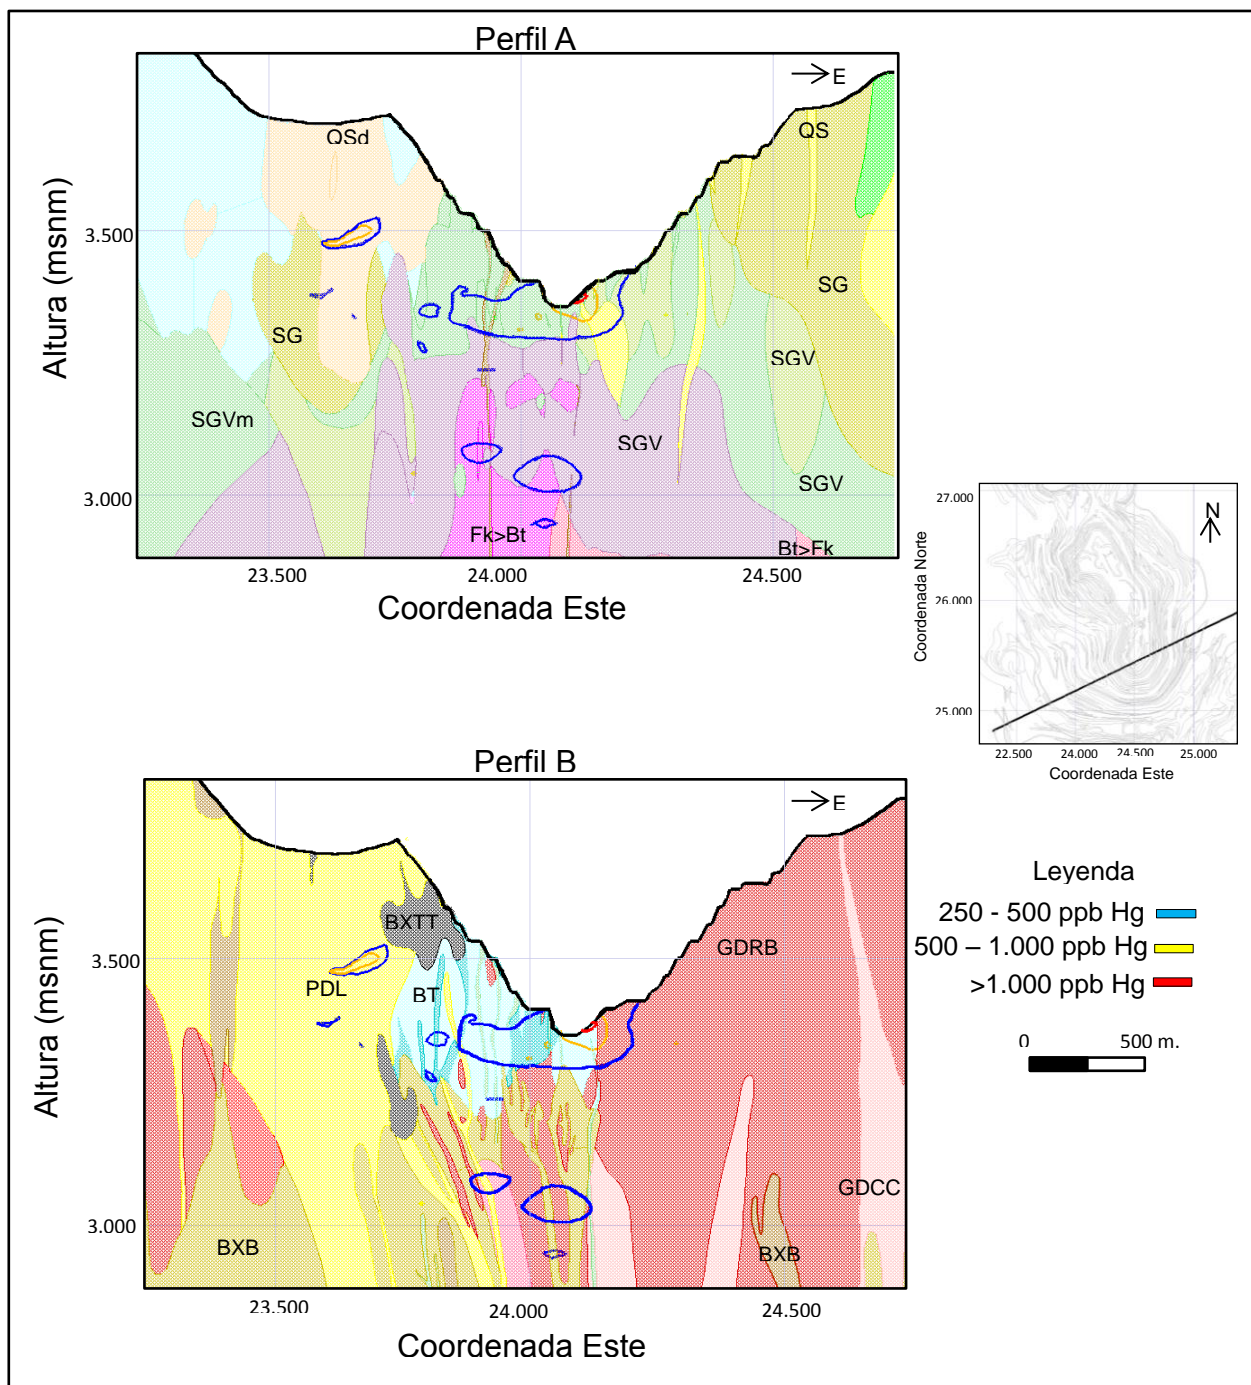 Perfil A
E
QSd
QS
3.500
SG
SG
SGV
SGVm
SGV
SGV
3.000
Fk>Bt
Bt>Fk
Altura (msnm)
23.500
24.000
24.500
Coordenada Este
27.000
N
26.000
25.000
Coordenada Norte
22.500
24.000
24.500
25.000
Coordenada Este
Perfil B
E
BXTT
GDRB
3.500
PDL
BT
GDCC
3.000
BXB
BXB
Altura (msnm)
23.500
24.000
24.500
Coordenada Este
Leyenda
250 - 500 ppb Hg
500 – 1.000 ppb Hg
>1.000 ppb Hg
0
500 m.